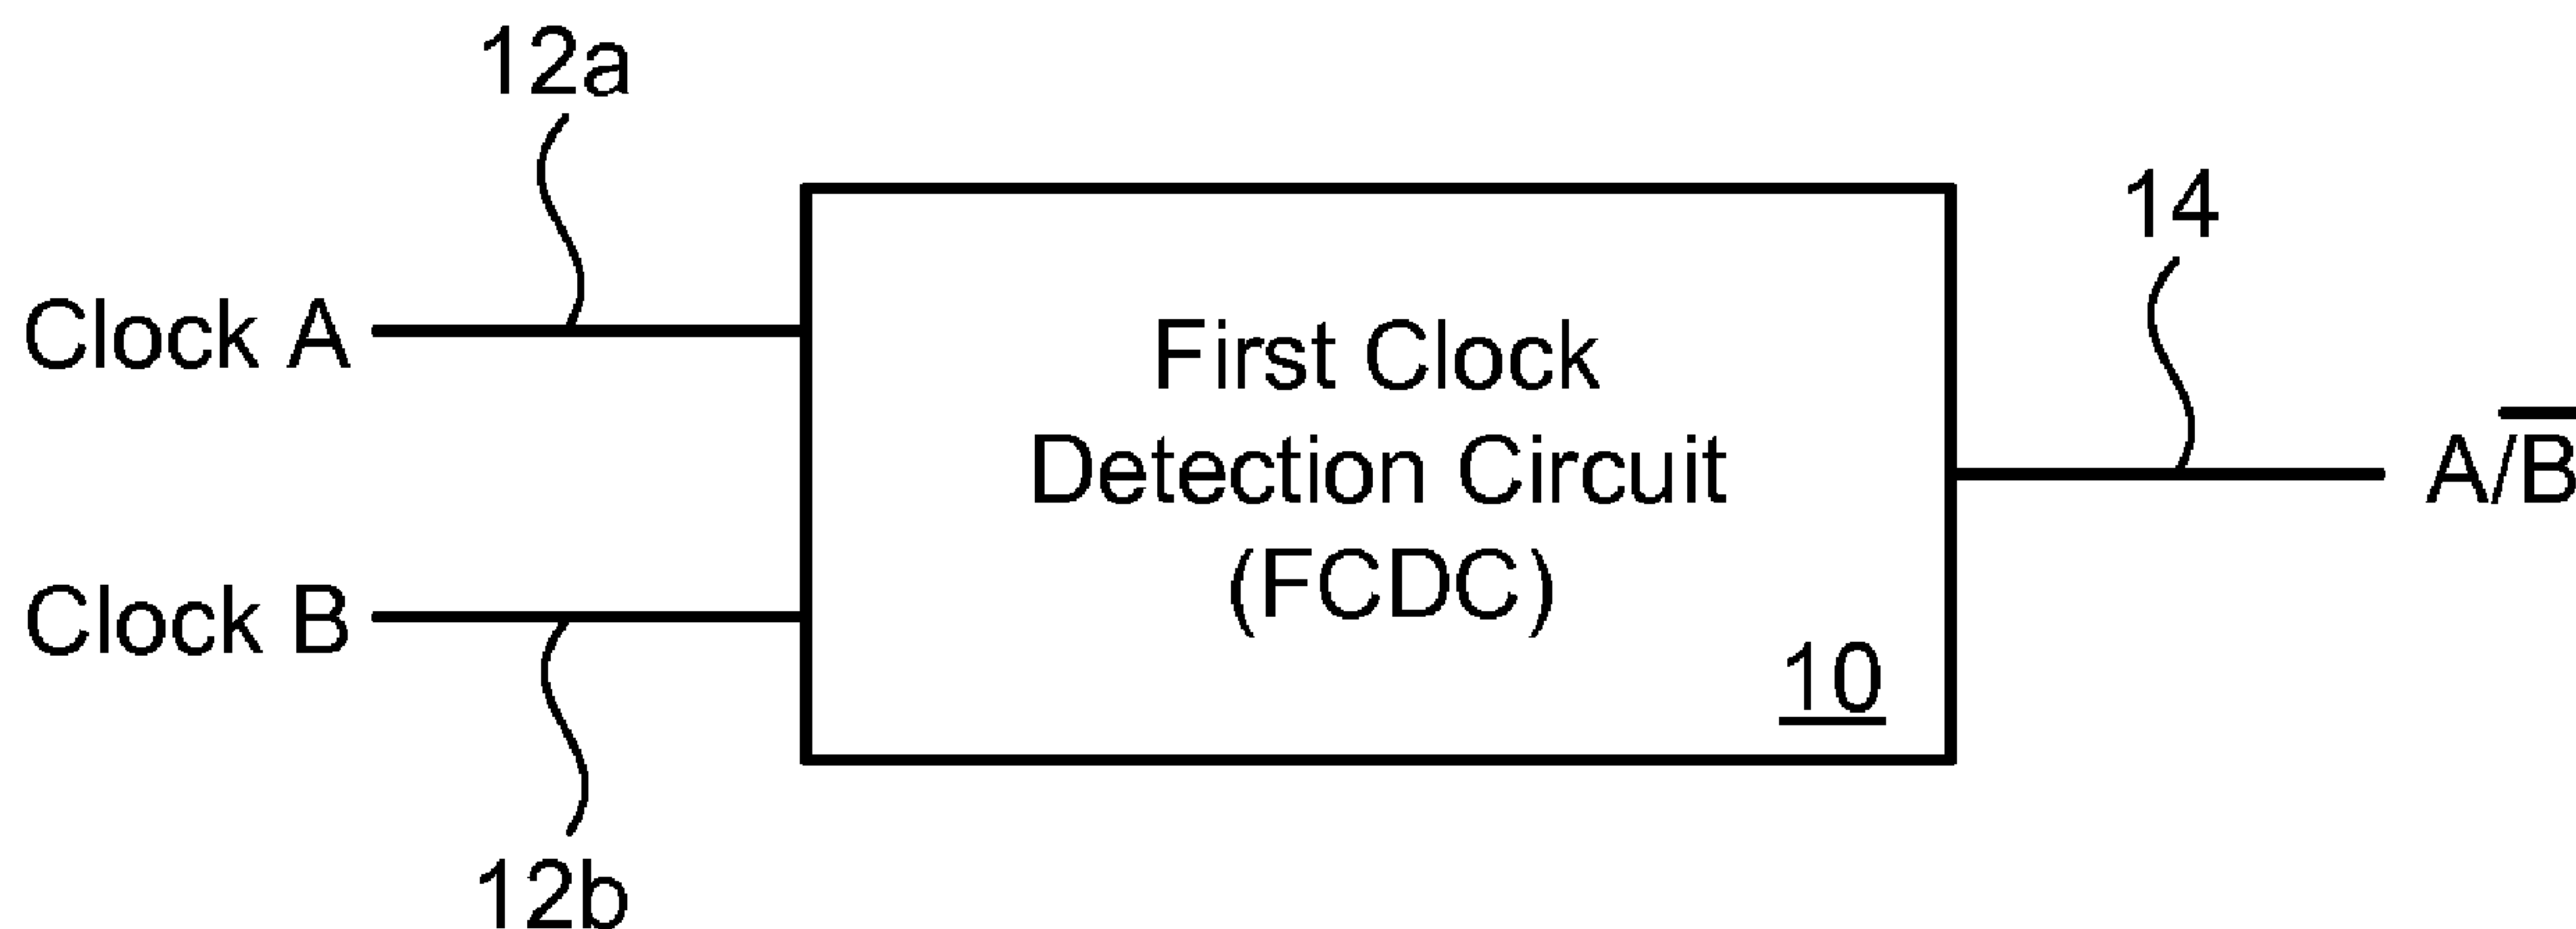 12a
14
Clock A
First Clock
Detection Circuit
(FCDC)
A/B̅
Clock B
10
12b